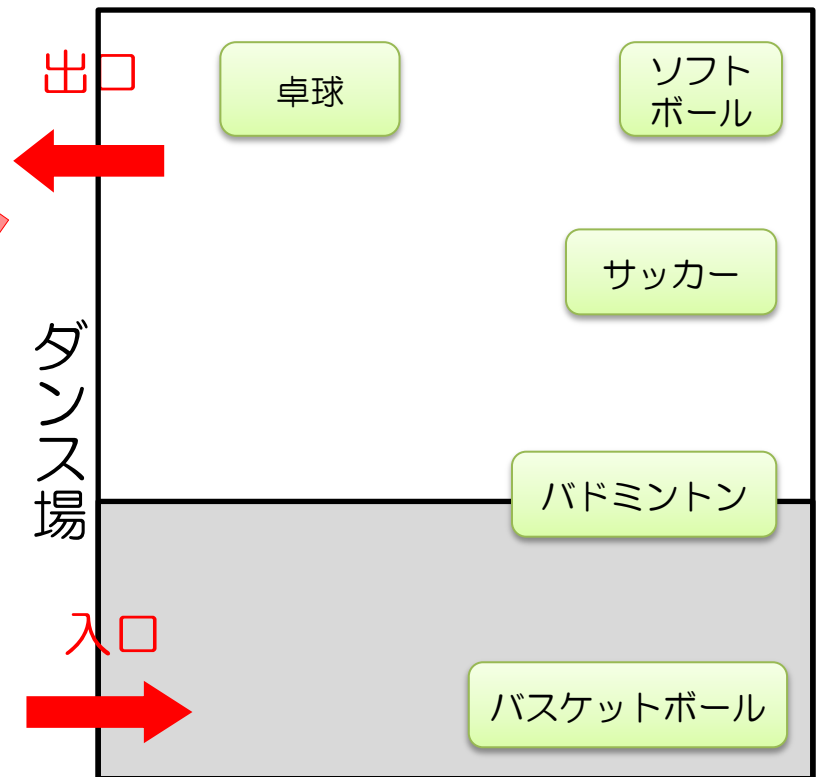 出口
卓球
ソフト
ボール
サッカー
ダンス場
バドミントン
入口
バスケットボール